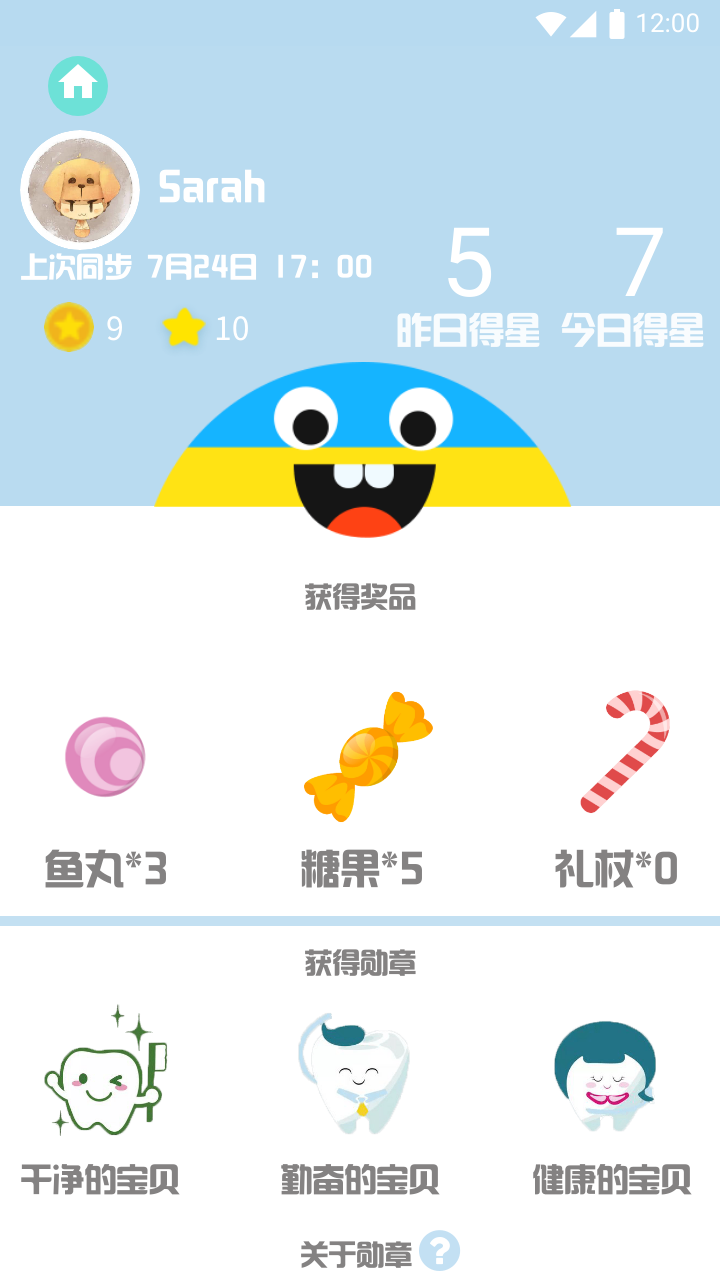 12:00
Sarah
5 7
上次同步 7月24日 17：00
9 10
昨日得星 今日得星
获得奖品
鱼丸*3 糖果*5 礼杖*0
获得勋章
干净的宝贝 勤奋的宝贝 健康的宝贝
关于勋章 ?